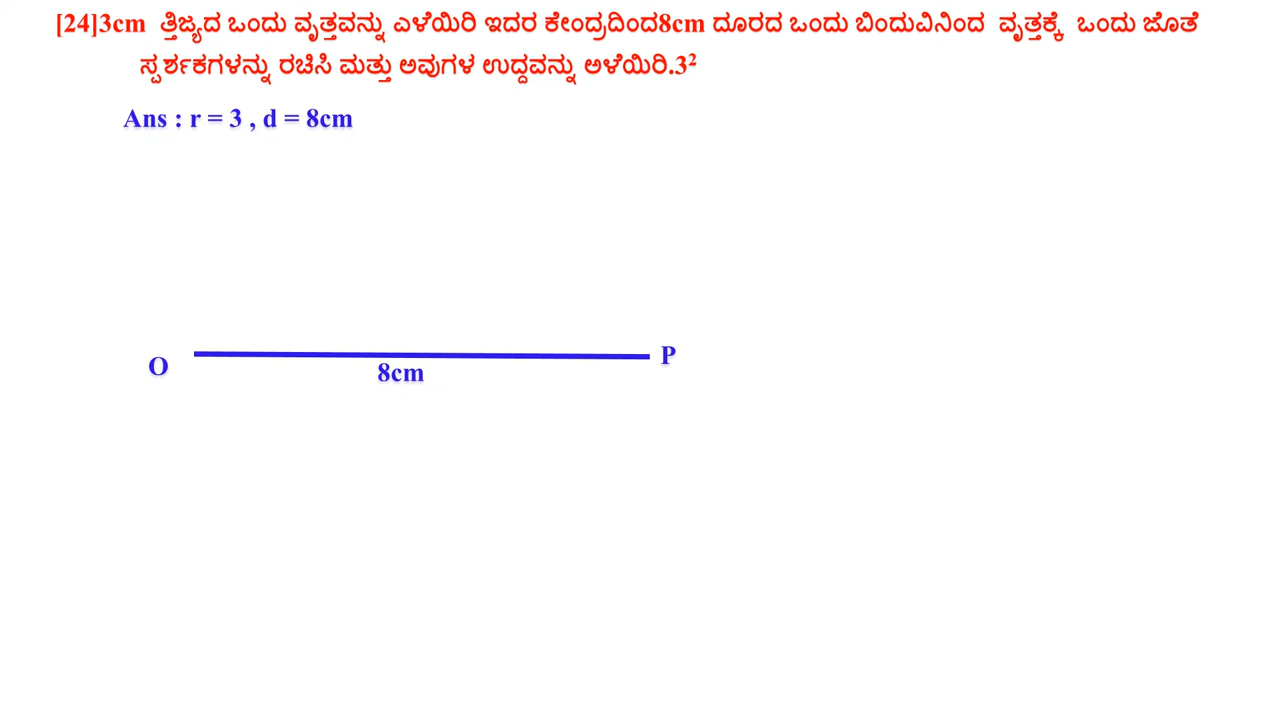 [24]3cm ತ್ರಿಜ್ಯದ ಒಂದು ವೃತ್ತವನ್ನು ಎಳೆಯಿರಿ ಇದರ ಕೇಂದ್ರದಿಂದ8cm ದೂರದ ಒಂದು ಬಿಂದುವಿನಿಂದ ವೃತ್ತಕ್ಕೆ ಒಂದು ಜೊತೆ
ಸ್ಪರ್ಶಕಗಳನ್ನು ರಚಿಸಿ ಮತ್ತು ಅವುಗಳ ಉದ್ದವನ್ನು ಅಳೆಯಿರಿ.3²
Ans : r = 3 , d = 8cm
O P
8cm